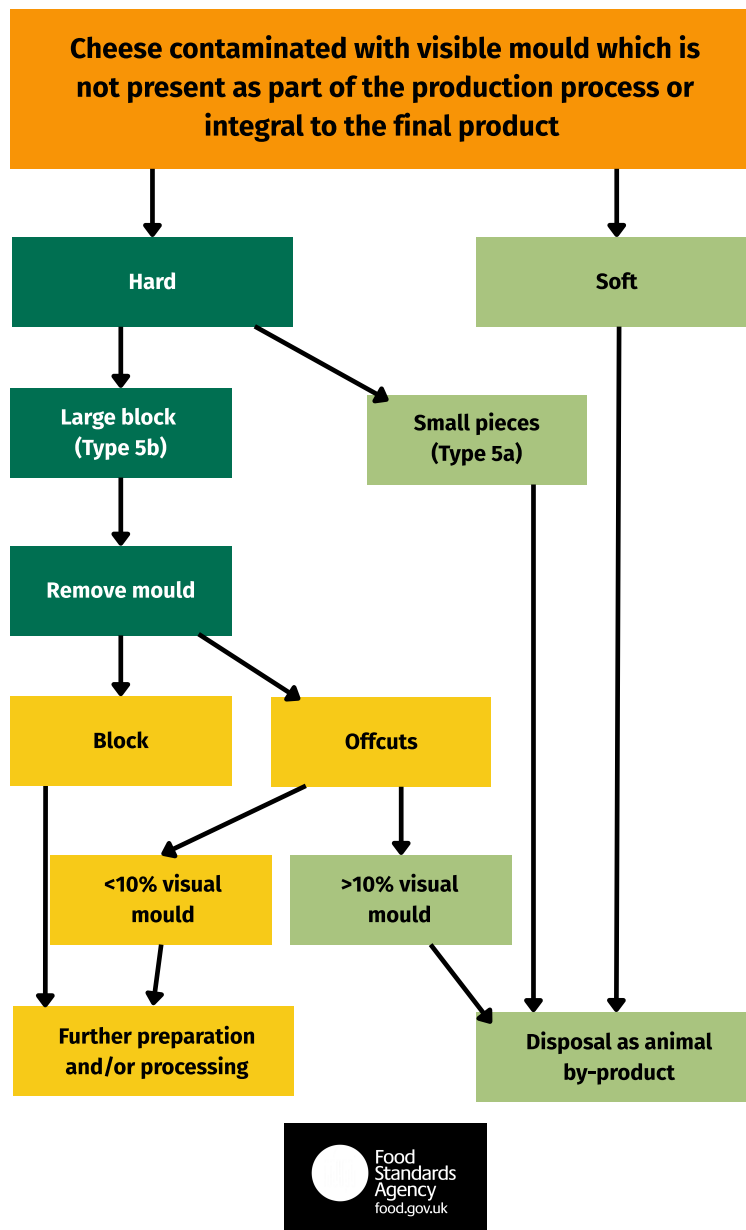 Cheese contaminated with visible mould which is
not present as part of the production process or
integral to the final product
Hard
Soft
Large block
(Type 5b)
Small pieces
(Type 5a)
Remove mould
Block
Offcuts
<10% visual
mould
>10% visual
mould
Further preparation
and/or processing
Disposal as animal
by-product
Food
Standards
Agency
food.gov.uk